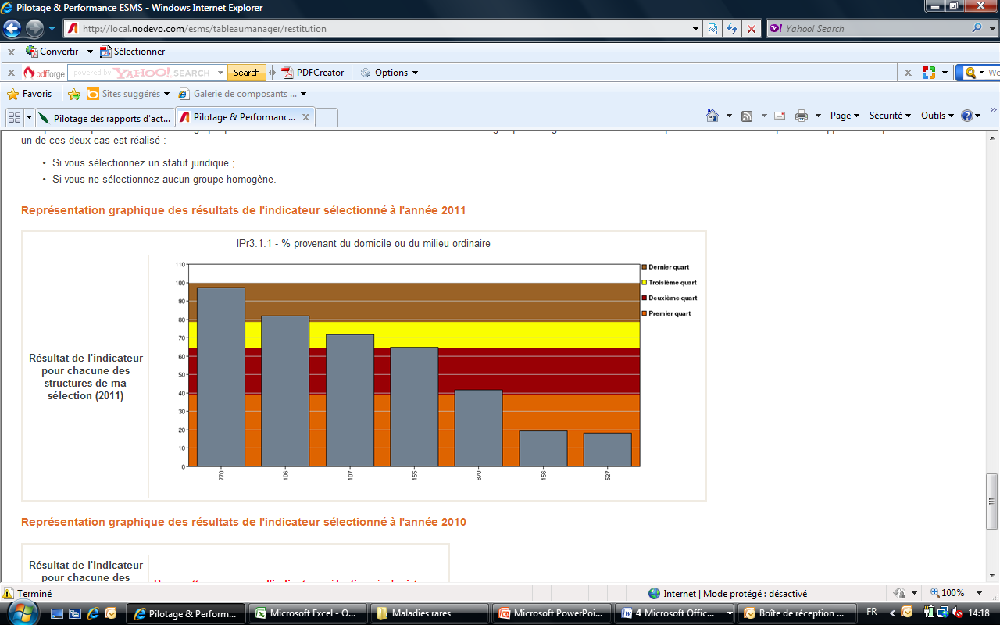 Pilotage & Performance ESMS - Windows Internet Explorer
http://local.nodevo.com/esms/tableaumanager/restitution
Yahoo! Search
Convertir
Sélectionner
pdfforge
powered by YAHOO! SEARCH
Search
PDFCreator
Options
We
Favoris
Sites suggérés
Galerie de composants ...
Pilotage des rapports d'act...
Pilotage & Performanc...
Page
Sécurité
Outils
un de ces deux cas est réalisé :
• Si vous sélectionnez un statut juridique ;
• Si vous ne sélectionnez aucun groupe homogène.
Représentation graphique des résultats de l'indicateur sélectionné à l'année 2011
IPr3.1.1 - % provenant du domicile ou du milieu ordinaire
Résultat de l'indicateur
pour chacune des
structures de ma
sélection (2011)
110
100
90
80
70
60
50
40
30
20
10
0
770
106
107
155
870
156
527
Dernier quart
Troisième quart
Deuxième quart
Premier quart
Représentation graphique des résultats de l'indicateur sélectionné à l'année 2010
Résultat de l'indicateur
pour chacune des
Terminé
Internet | Mode protégé : désactivé
100%
Pilotage & Perform...
Microsoft Excel - O...
Maladies rares
Microsoft PowerPoi...
4 Microsoft Offic...
Boîte de réception ...
FR
14:18